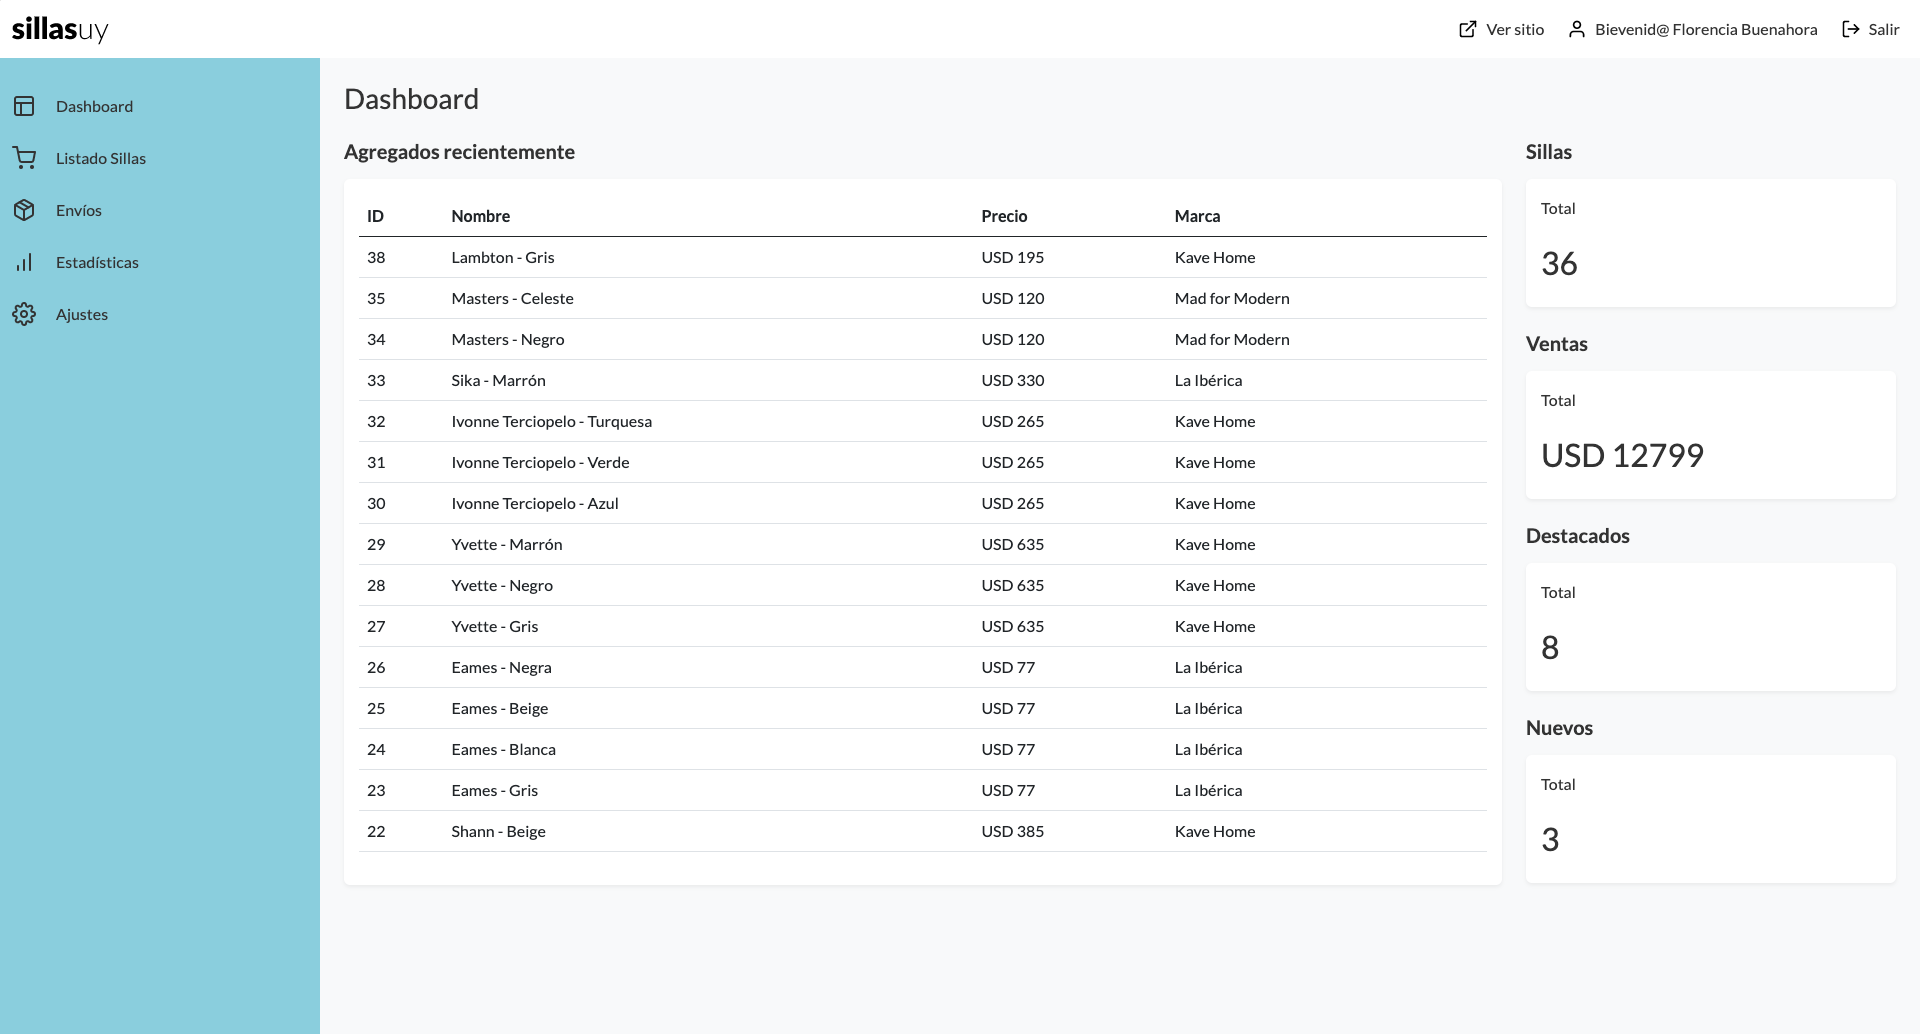 sillasuy
Ver sitio Bievenid@ Florencia Buenahora Salir
Dashboard
Listado Sillas
Envíos
Estadísticas
Ajustes
Dashboard
Agregados recientemente
ID Nombre Precio Marca
38 Lambton - Gris USD 195 Kave Home
35 Masters - Celeste USD 120 Mad for Modern
34 Masters - Negro USD 120 Mad for Modern
33 Sika - Marrón USD 330 La Ibérica
32 Ivonne Terciopelo - Turquesa USD 265 Kave Home
31 Ivonne Terciopelo - Verde USD 265 Kave Home
30 Ivonne Terciopelo - Azul USD 265 Kave Home
29 Yvette - Marrón USD 635 Kave Home
28 Yvette - Negro USD 635 Kave Home
27 Yvette - Gris USD 635 Kave Home
26 Eames - Negra USD 77 La Ibérica
25 Eames - Beige USD 77 La Ibérica
24 Eames - Blanca USD 77 La Ibérica
23 Eames - Gris USD 77 La Ibérica
22 Shann - Beige USD 385 Kave Home
Sillas
Total
36
Ventas
Total
USD 12799
Destacados
Total
8
Nuevos
Total
3